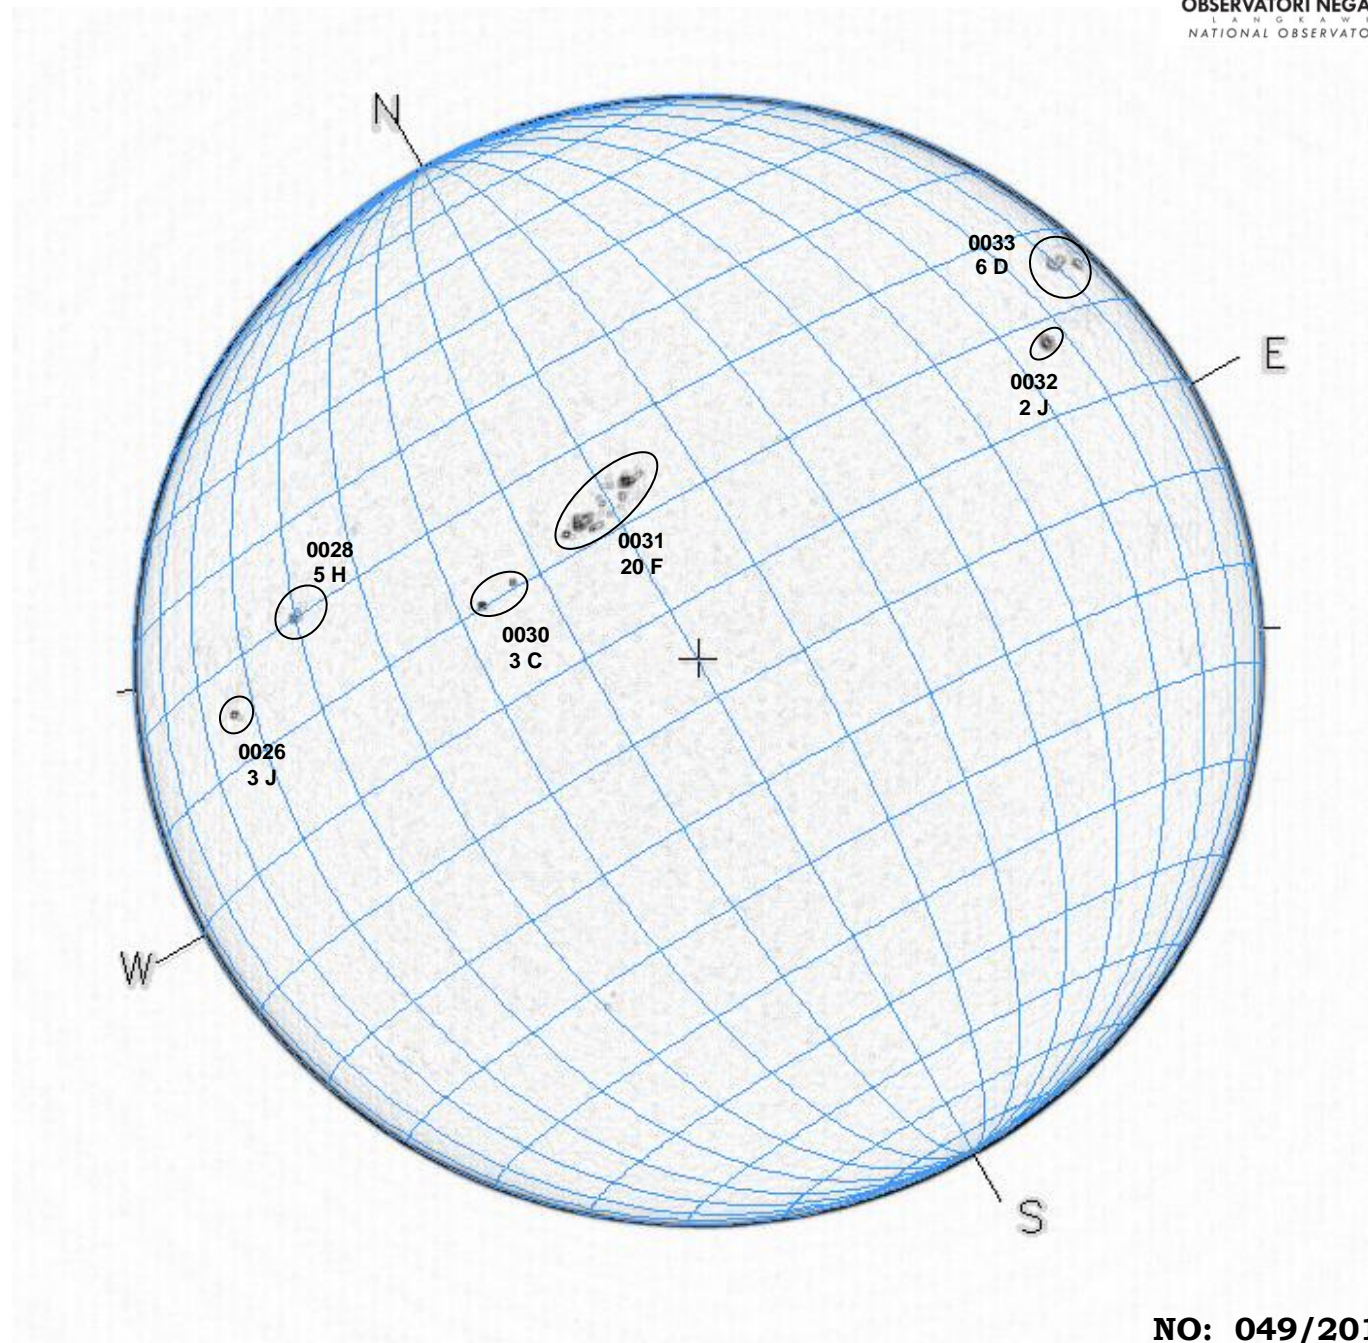 OBSERVATORI NEGA
L A N G K A W
NATIONAL OBSERVATO
N
0033
6 D
E
0032
2 J
0031
20 F
0028
5 H
0030
3 C
0026
3 J
W
S
NO: 049/201